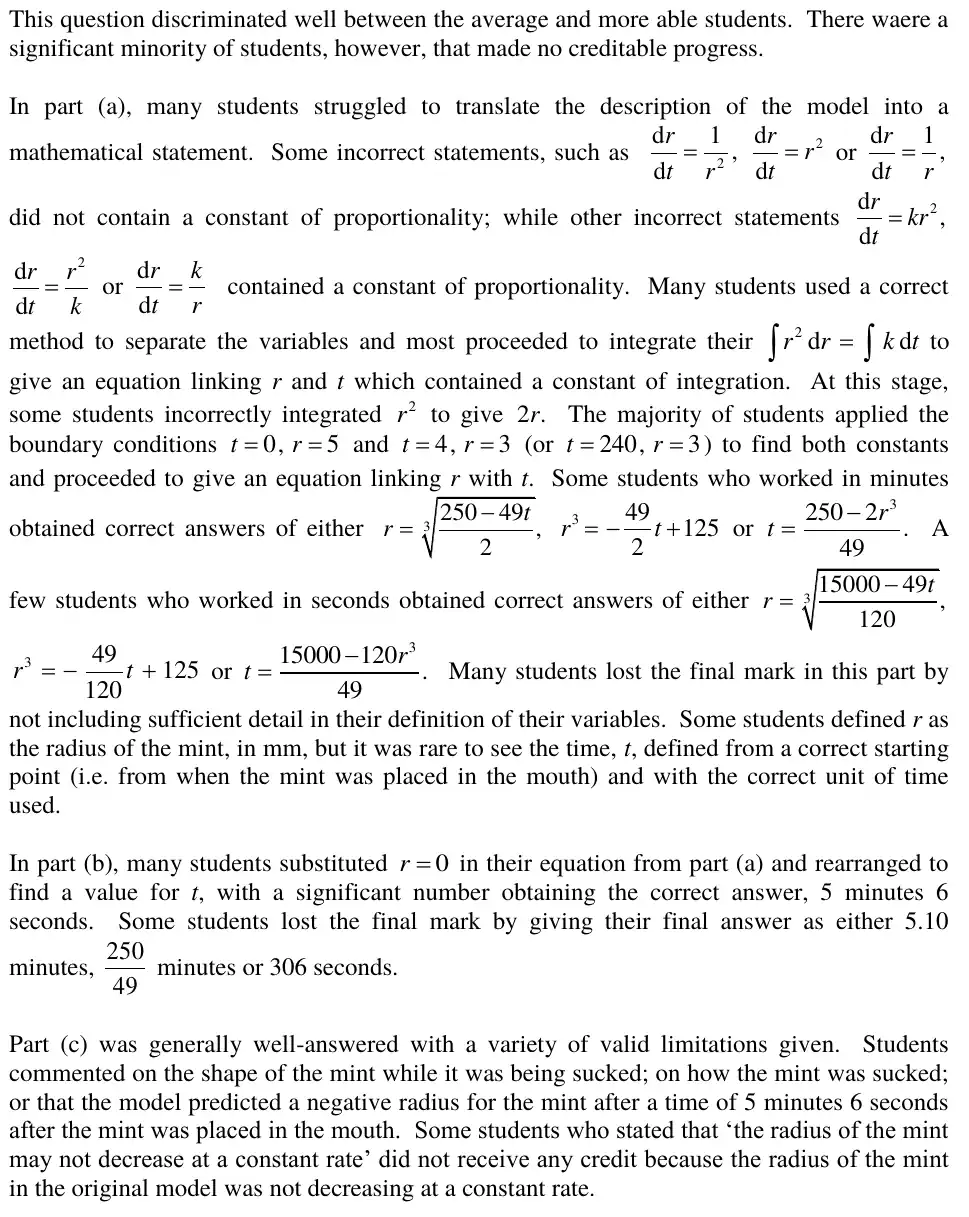 This question discriminated well between the average and more able students. There waere a
significant minority of students, however, that made no creditable progress.
In part (a), many students struggled to translate the description of the model into a
mathematical statement. Some incorrect statements, such as dr/dt = 1/r², dr/dt = r² or dr/dt = 1/r,
did not contain a constant of proportionality; while other incorrect statements dr/dt = kr²,
dr/dt = r²/k or dr/dt = k/r contained a constant of proportionality. Many students used a correct
method to separate the variables and most proceeded to integrate their ∫ r² dr = ∫ k dt to
give an equation linking r and t which contained a constant of integration. At this stage,
some students incorrectly integrated r² to give 2r. The majority of students applied the
boundary conditions t = 0, r = 5 and t = 4, r = 3 (or t = 240, r = 3) to find both constants
and proceeded to give an equation linking r with t. Some students who worked in minutes
obtained correct answers of either r = ∛((250 − 49t)/2), r³ = −(49/2)t + 125 or t = (250 − 2r³)/49. A
few students who worked in seconds obtained correct answers of either r = ∛((15000 − 49t)/120),
r³ = −(49/120)t + 125 or t = (15000 − 120r³)/49. Many students lost the final mark in this part by
not including sufficient detail in their definition of their variables. Some students defined r as
the radius of the mint, in mm, but it was rare to see the time, t, defined from a correct starting
point (i.e. from when the mint was placed in the mouth) and with the correct unit of time
used.
In part (b), many students substituted r = 0 in their equation from part (a) and rearranged to
find a value for t, with a significant number obtaining the correct answer, 5 minutes 6
seconds. Some students lost the final mark by giving their final answer as either 5.10
minutes, 250/49 minutes or 306 seconds.
Part (c) was generally well-answered with a variety of valid limitations given. Students
commented on the shape of the mint while it was being sucked; on how the mint was sucked;
or that the model predicted a negative radius for the mint after a time of 5 minutes 6 seconds
after the mint was placed in the mouth. Some students who stated that ‘the radius of the mint
may not decrease at a constant rate’ did not receive any credit because the radius of the mint
in the original model was not decreasing at a constant rate.